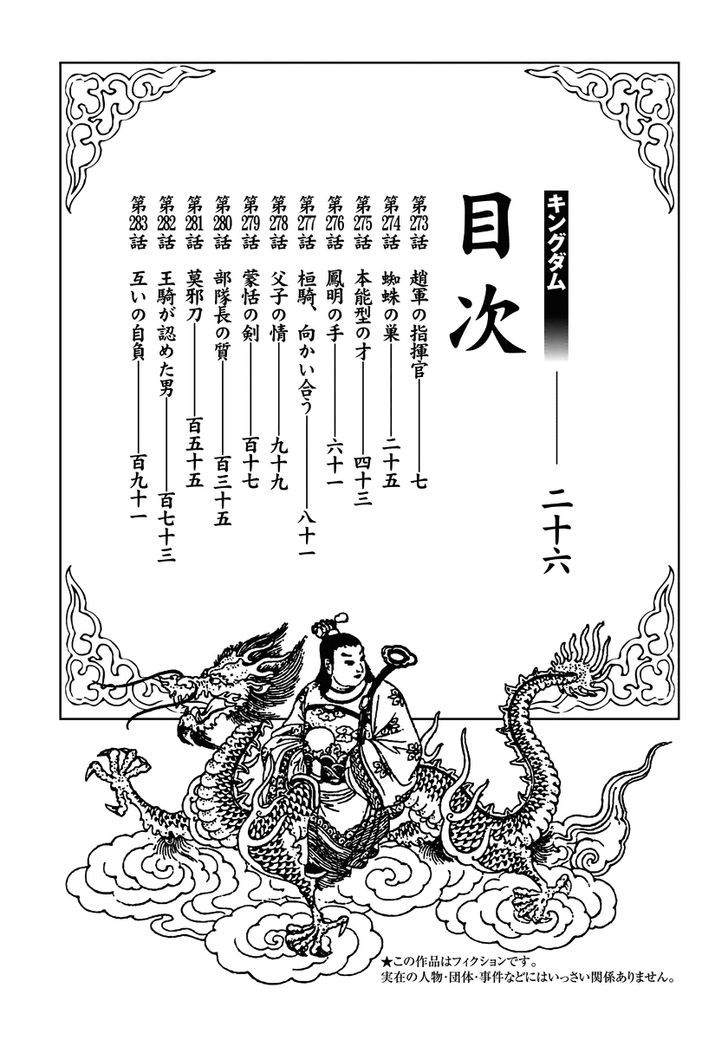 キングダム 二十六
目次
第273話 趙軍の指揮官 七
第274話 蜘蛛の巣 二十五
第275話 本能型の才 四十三
第276話 鳳明の手 六十一
第277話 桓騎、向かい合う 八十一
第278話 父子の情 九十九
第279話 蒙恬の剣 百十七
第280話 部隊長の質 百三十五
第281話 莫邪刀 百五十五
第282話 王騎が認めた男 百七十三
第283話 互いの自負 百九十一
★この作品はフィクションです。
実在の人物・団体・事件などにはいっさい関係ありません。